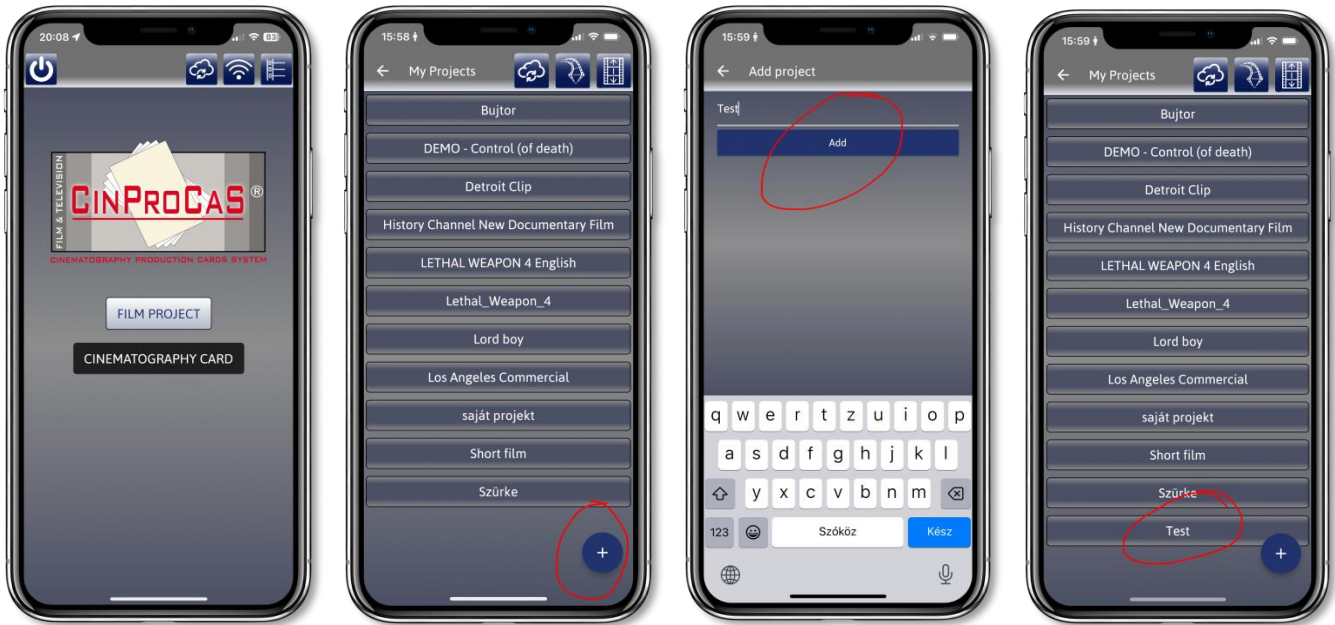 20:08
83
FILM & TELEVISION
CINPROCAS ®
CINEMATOGRAPHY PRODUCTION CARDS SYSTEM
FILM PROJECT
CINEMATOGRAPHY CARD
15:58
My Projects
Bujtor
DEMO - Control (of death)
Detroit Clip
History Channel New Documentary Film
LETHAL WEAPON 4 English
Lethal_Weapon_4
Lord boy
Los Angeles Commercial
saját projekt
Short film
Szürke
+
15:59
Add project
Test
Add
q w e r t z u i o p
a s d f g h j k l
y x c v b n m
123 Szóköz Kész
15:59
My Projects
Bujtor
DEMO - Control (of death)
Detroit Clip
History Channel New Documentary Film
LETHAL WEAPON 4 English
Lethal_Weapon_4
Lord boy
Los Angeles Commercial
saját projekt
Short film
Szürke
Test
+